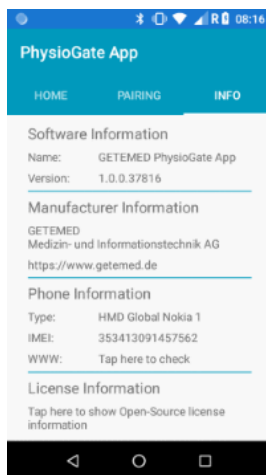 R 08:16
PhysioGate App
HOME PAIRING INFO
Software Information
Name: GETEMED PhysioGate App
Version: 1.0.0.37816
Manufacturer Information
GETEMED
Medizin- und Informationstechnik AG
https://www.getemed.de
Phone Information
Type: HMD Global Nokia 1
IMEI: 353413091457562
WWW: Tap here to check
License Information
Tap here to show Open-Source license
information